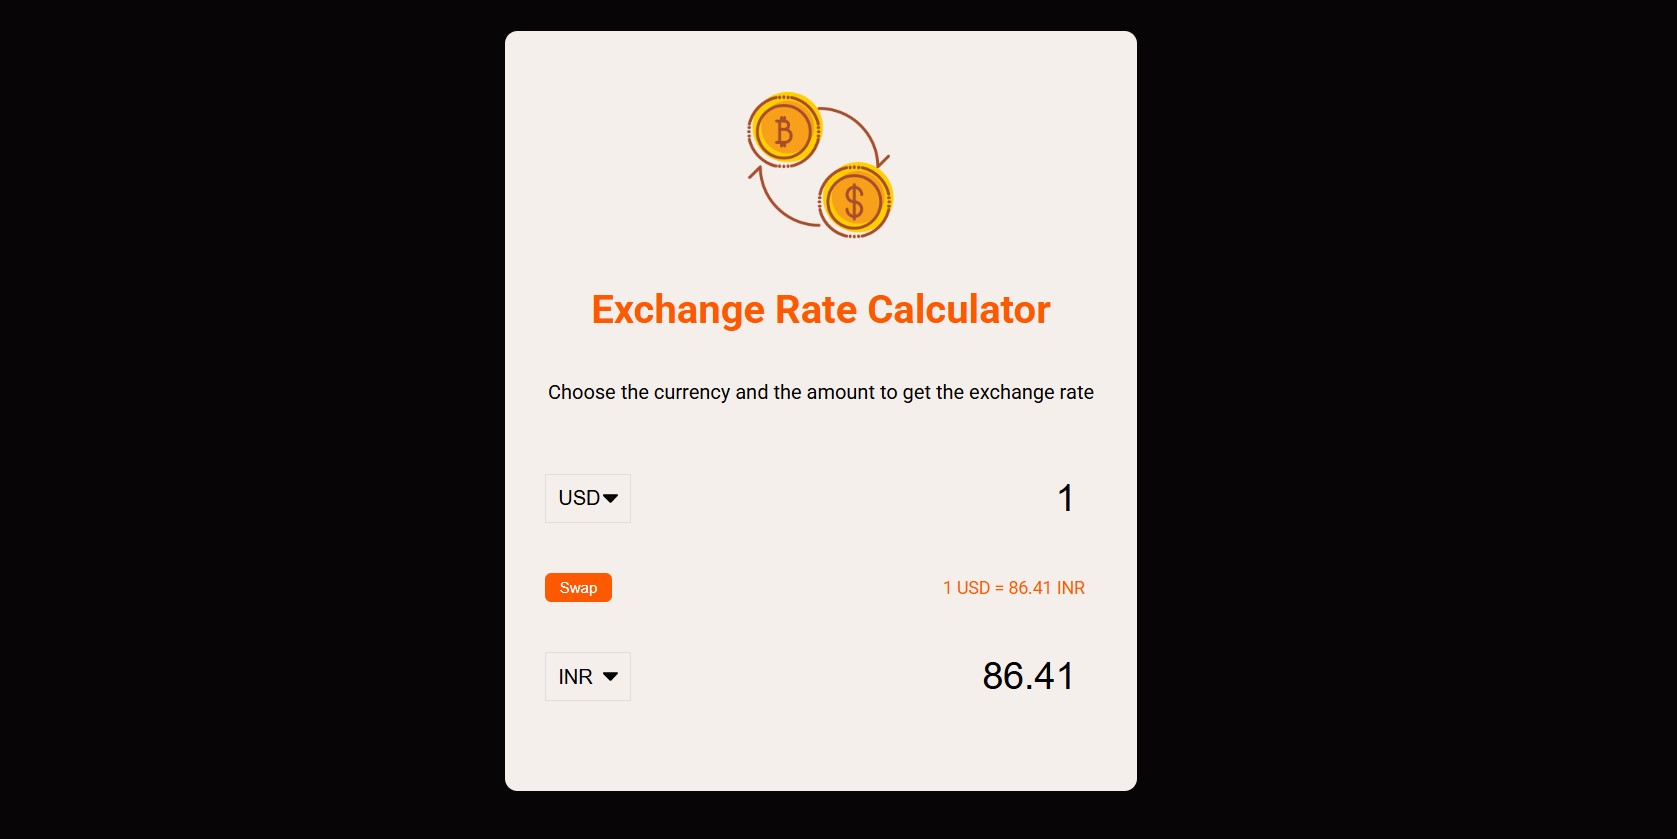 Exchange Rate Calculator
Choose the currency and the amount to get the exchange rate
USD 1
Swap 1 USD = 86.41 INR
INR 86.41